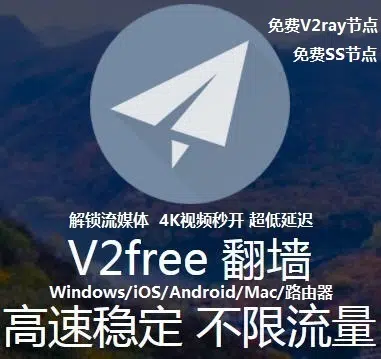 免费V2ray节点
免费SS节点
解锁流媒体 4K视频秒开 超低延迟
V2free 翻墙
Windows/iOS/Android/Mac/路由器
高速稳定 不限流量